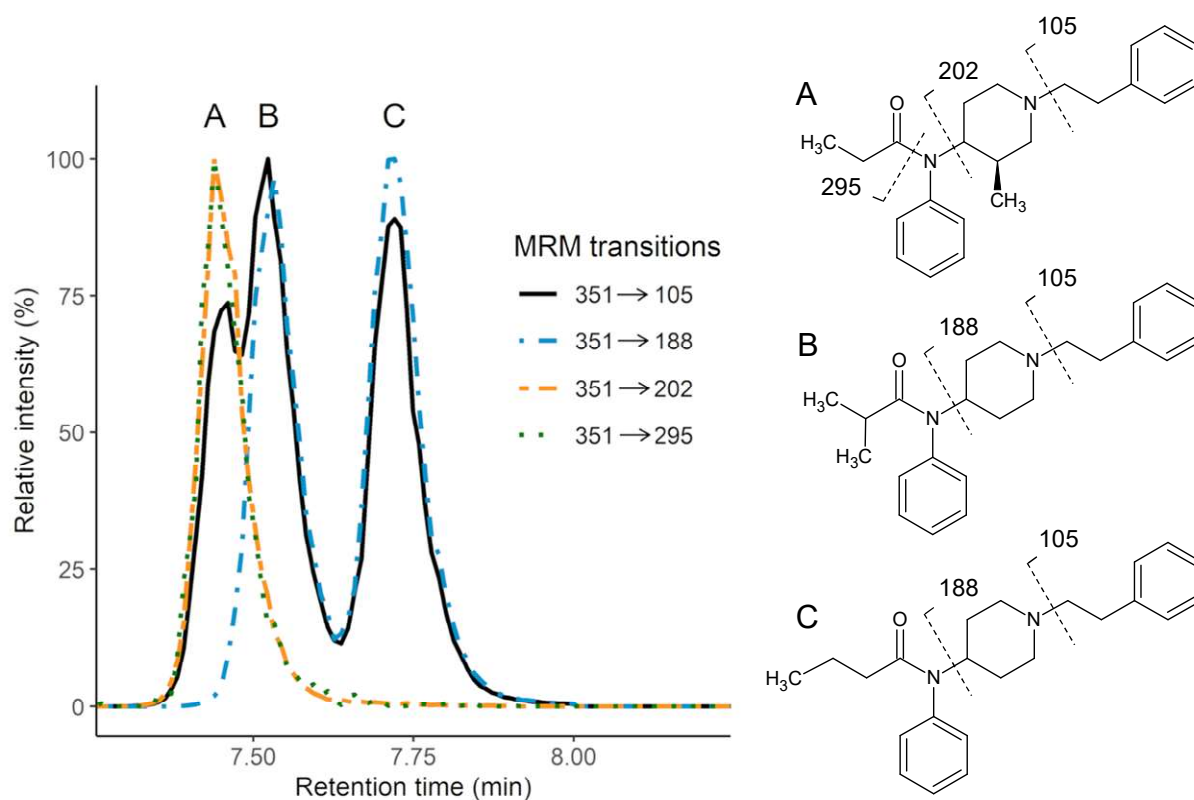 A B C
100
75
50
25
0
Relative intensity (%)
7.50 7.75 8.00
Retention time (min)
MRM transitions
351→105
351→188
351→202
351→295
A
105
202
O
H₃C
N
N
295
CH₃
B
105
188
O
H₃C
N
N
H₃C
C
105
188
O
H₃C
N
N